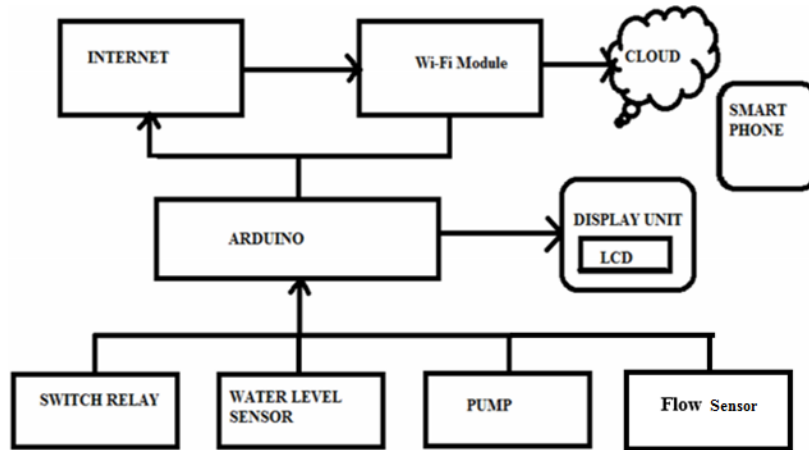 INTERNET
Wi-Fi Module
CLOUD
SMART
PHONE
ARDUINO
DISPLAY UNIT
LCD
SWITCH RELAY
WATER LEVEL
SENSOR
PUMP
Flow Sensor